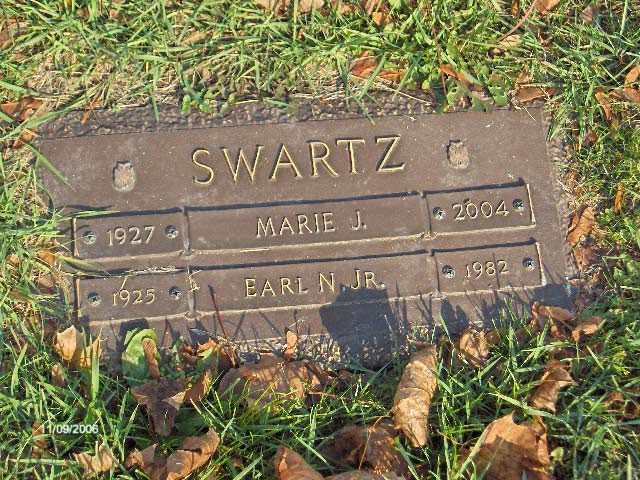 SWARTZ
1927 MARIE J. 2004
1925 EARL N. JR. 1982
11/09/2006